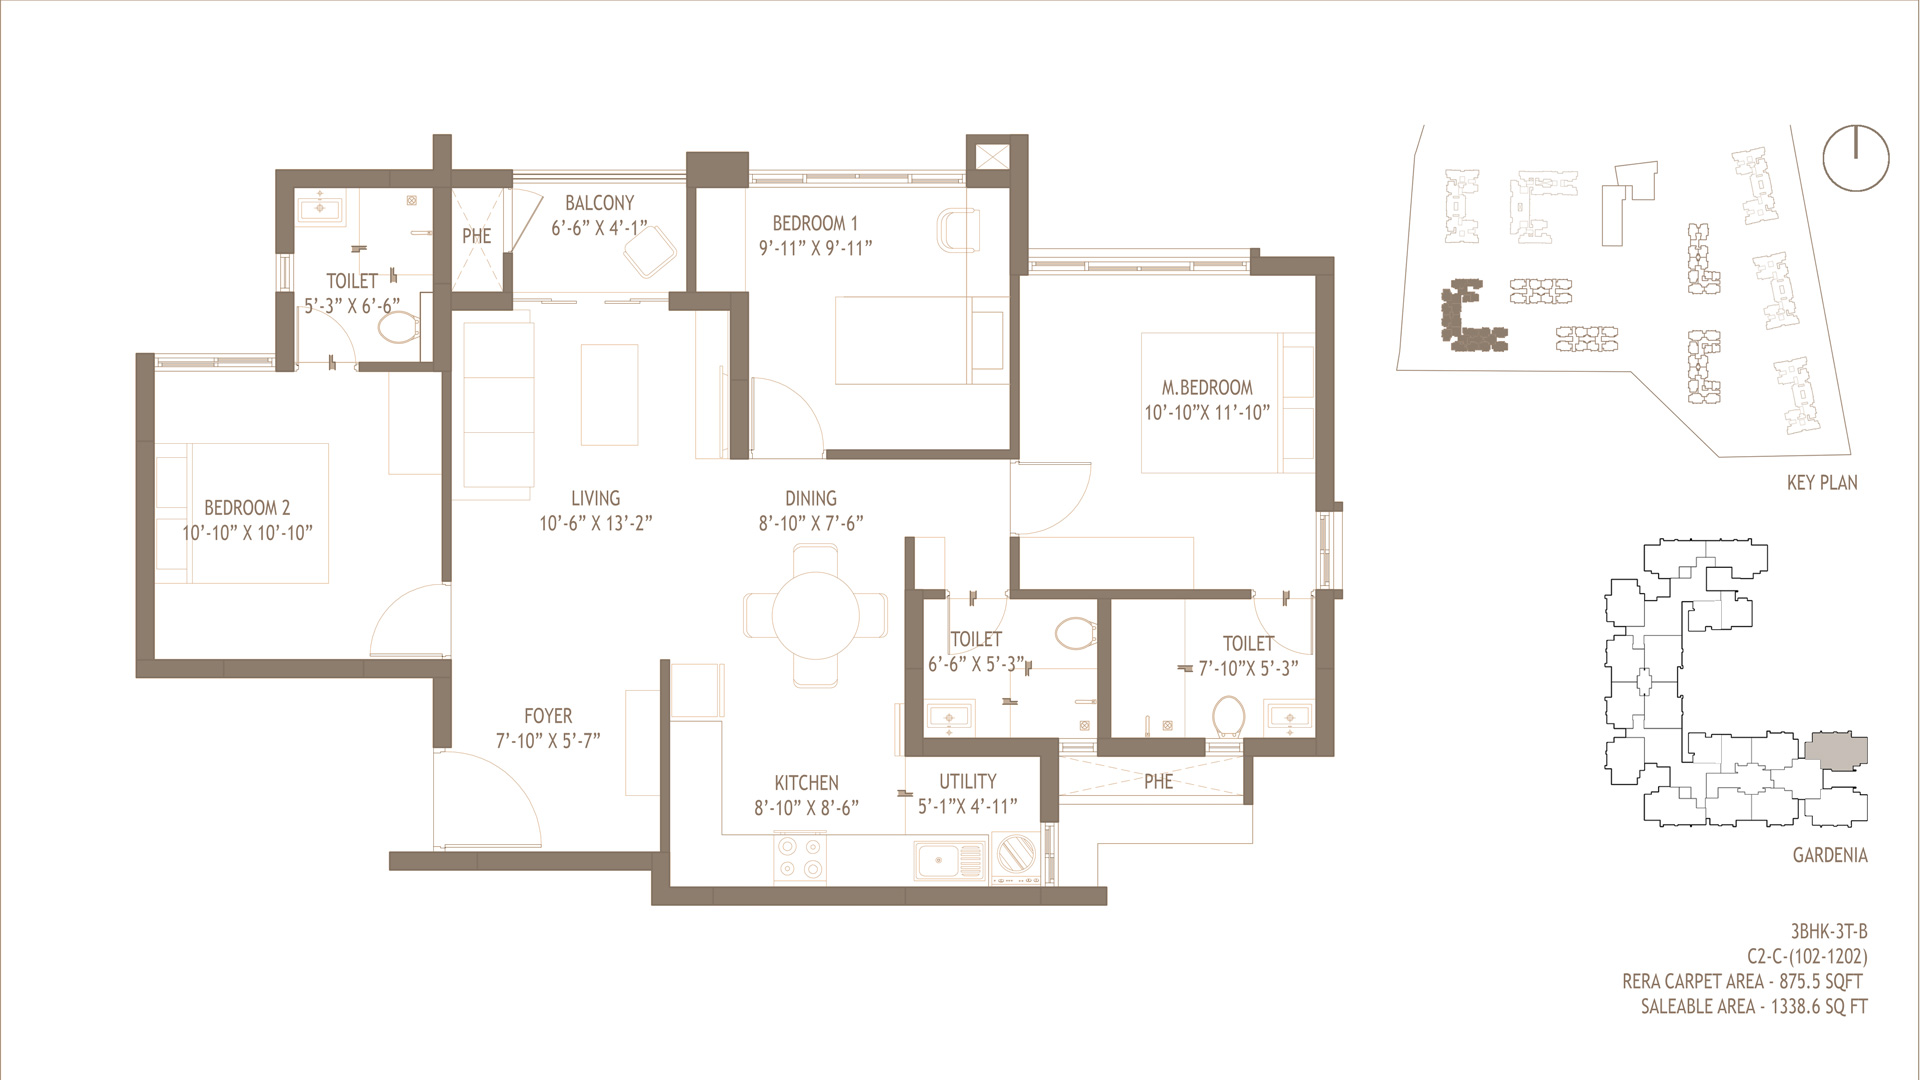 BALCONY
6'-6” X 4'-1”
PHE
BEDROOM 1
9'-11” X 9'-11”
TOILET
5'-3” X 6'-6”
M.BEDROOM
10'-10”X 11'-10”
BEDROOM 2
10'-10” X 10'-10”
LIVING
10'-6” X 13'-2”
DINING
8'-10” X 7'-6”
TOILET
6'-6” X 5'-3”
TOILET
7'-10”X 5'-3”
FOYER
7'-10” X 5'-7”
KITCHEN
8'-10” X 8'-6”
UTILITY
5'-1”X 4'-11”
PHE
KEY PLAN
GARDENIA
3BHK-3T-B
C2-C-(102-1202)
RERA CARPET AREA - 875.5 SQFT
SALEABLE AREA - 1338.6 SQ FT